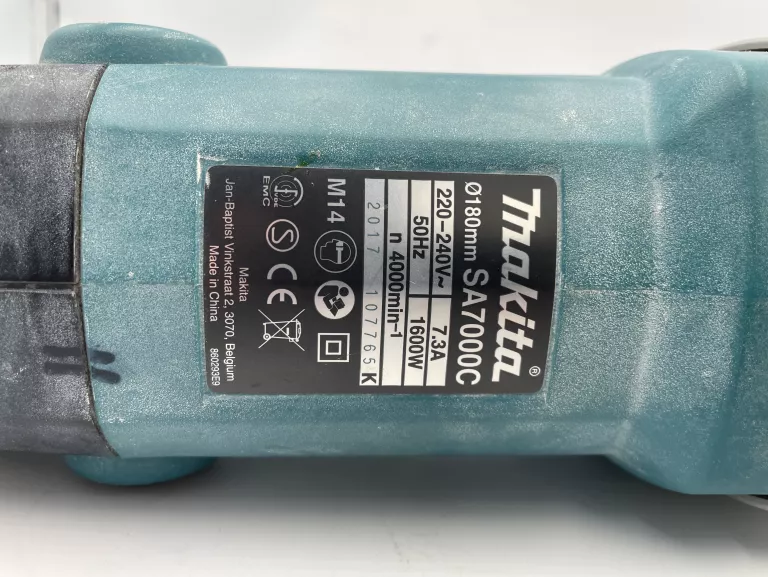 Makita®
Ø180mm SA7000C
220-240V~ 7.3A
50Hz 1600W
n 4000min-1
2017 107765 K
M14
EMC
CE
Makita
Jan-Baptist Vinkstraat 2, 3070, Belgium
Made in China
860293E9